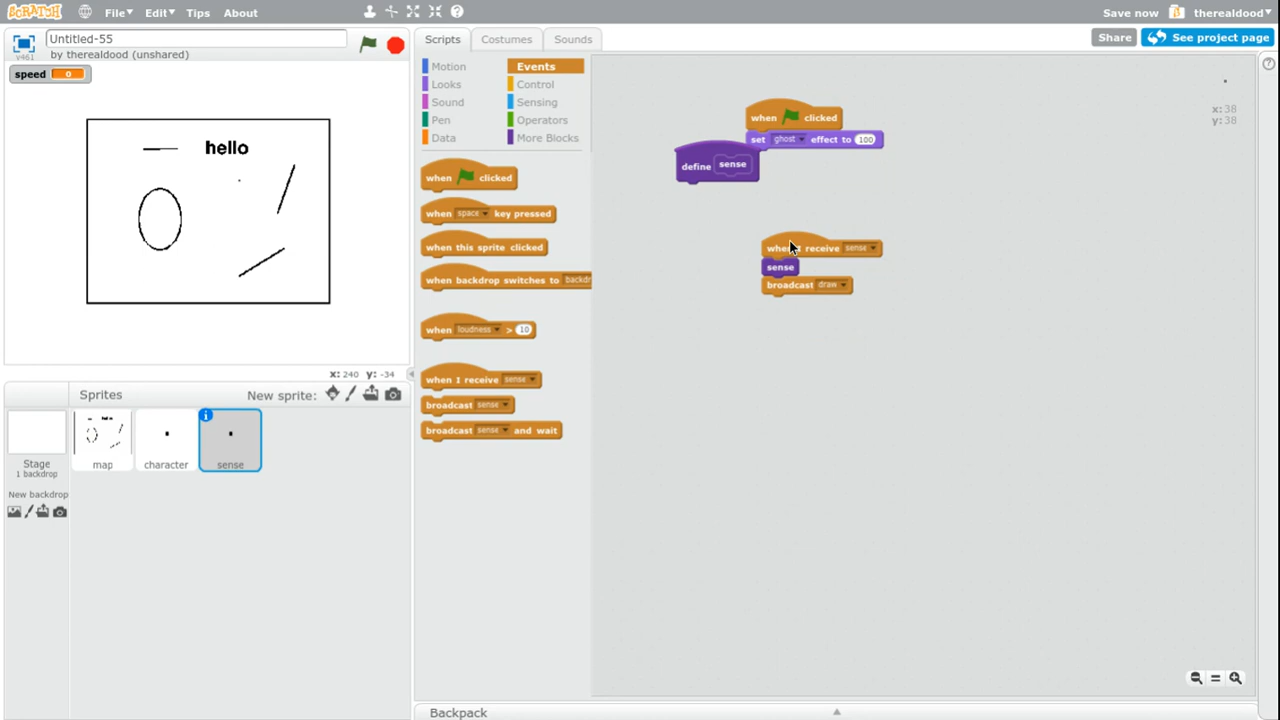 SCRATCH File Edit Tips About Save now therealdood
Untitled-55
by therealdood (unshared)
v461
Scripts Costumes Sounds
Share See project page
speed 0
hello
Motion Events
Looks Control
Sound Sensing
Pen Operators
Data More Blocks
when clicked
when space key pressed
when this sprite clicked
when backdrop switches to backdr
when loudness > 10
when I receive sense
broadcast sense
broadcast sense and wait
when clicked
set ghost effect to 100
define sense
when I receive sense
sense
broadcast draw
x: 38
y: 38
x: 240 y: -34
Sprites New sprite:
Stage
1 backdrop
New backdrop
map character sense
Backpack